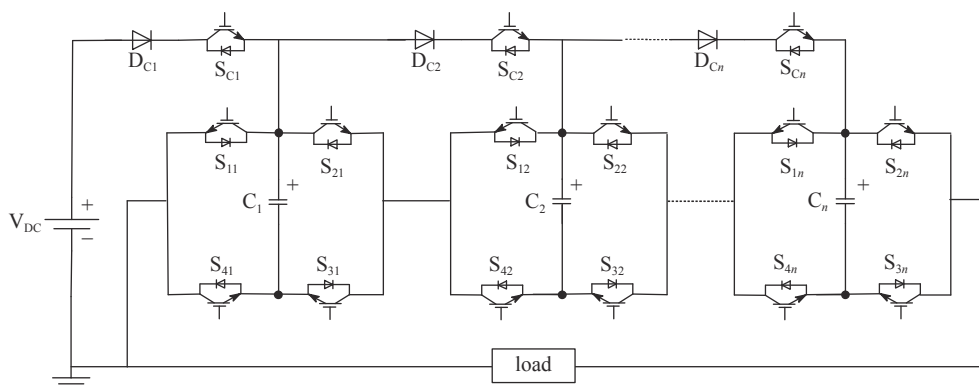 D_C1 S_C1 D_C2 S_C2 D_Cn S_Cn
+
S_11 S_21 S_12 S_22 S_1n S_2n
V_DC + −
C_1 + C_2 + C_n +
S_41 S_31 S_42 S_32 S_4n S_3n
load